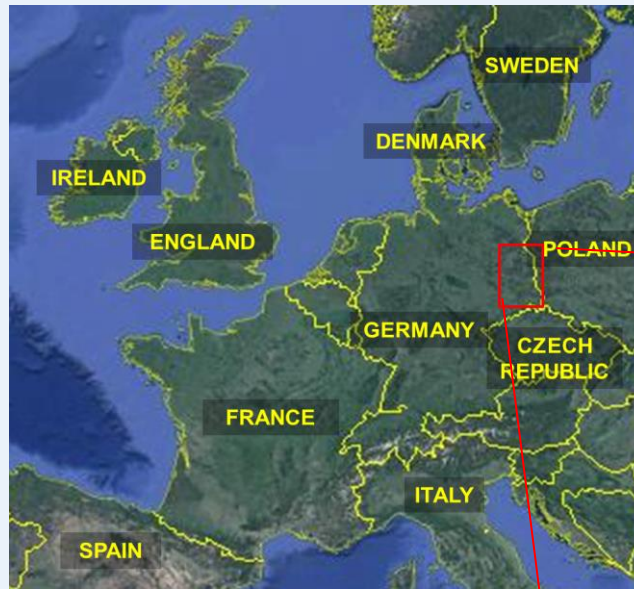 SWEDEN
DENMARK
IRELAND
ENGLAND
POLAND
GERMANY
CZECH
REPUBLIC
FRANCE
ITALY
SPAIN